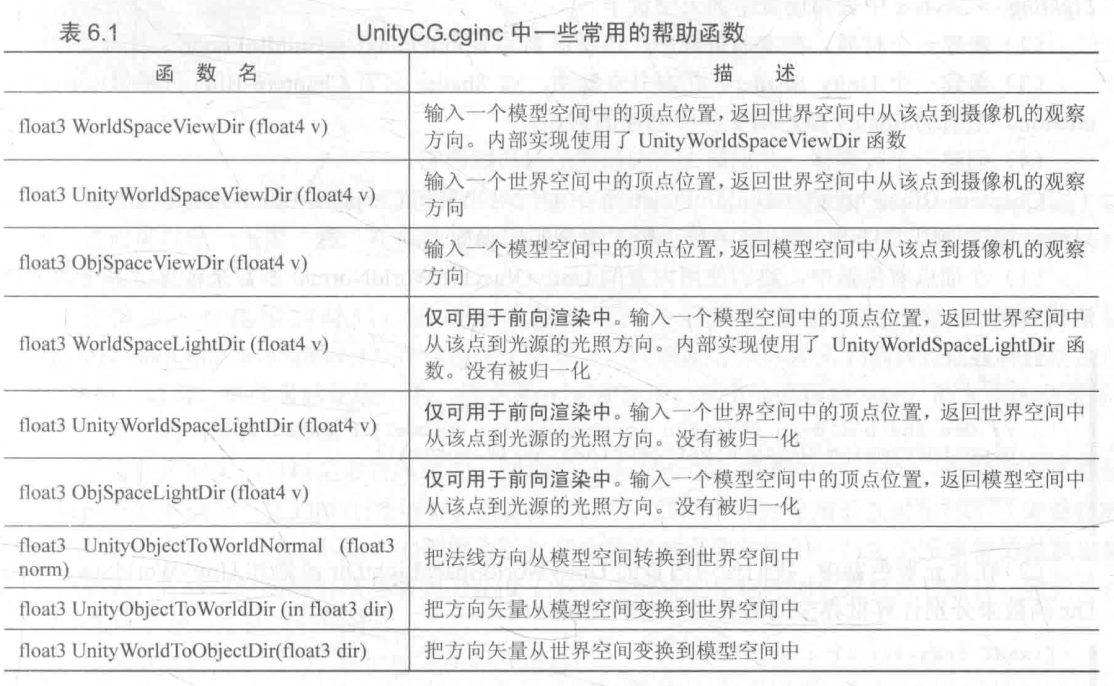 表 6.1 UnityCG.cginc 中一些常用的帮助函数
函 数 名 描 述
float3 WorldSpaceViewDir (float4 v) 输入一个模型空间中的顶点位置，返回世界空间中从该点到摄像机的观察
方向。内部实现使用了 UnityWorldSpaceViewDir 函数
float3 UnityWorldSpaceViewDir (float4 v) 输入一个世界空间中的顶点位置，返回世界空间中从该点到摄像机的观察
方向
float3 ObjSpaceViewDir (float4 v) 输入一个模型空间中的顶点位置，返回模型空间中从该点到摄像机的观察
方向
float3 WorldSpaceLightDir (float4 v) 仅可用于前向渲染中。输入一个模型空间中的顶点位置，返回世界空间中
从该点到光源的光照方向。内部实现使用了 UnityWorldSpaceLightDir 函
数。没有被归一化
float3 UnityWorldSpaceLightDir (float4 v) 仅可用于前向渲染中。输入一个世界空间中的顶点位置，返回世界空间中
从该点到光源的光照方向。没有被归一化
float3 ObjSpaceLightDir (float4 v) 仅可用于前向渲染中。输入一个模型空间中的顶点位置，返回模型空间中
从该点到光源的光照方向。没有被归一化
float3 UnityObjectToWorldNormal (float3
norm) 把法线方向从模型空间转换到世界空间中
float3 UnityObjectToWorldDir (in float3 dir) 把方向矢量从模型空间变换到世界空间中
float3 UnityWorldToObjectDir(float3 dir) 把方向矢量从世界空间变换到模型空间中